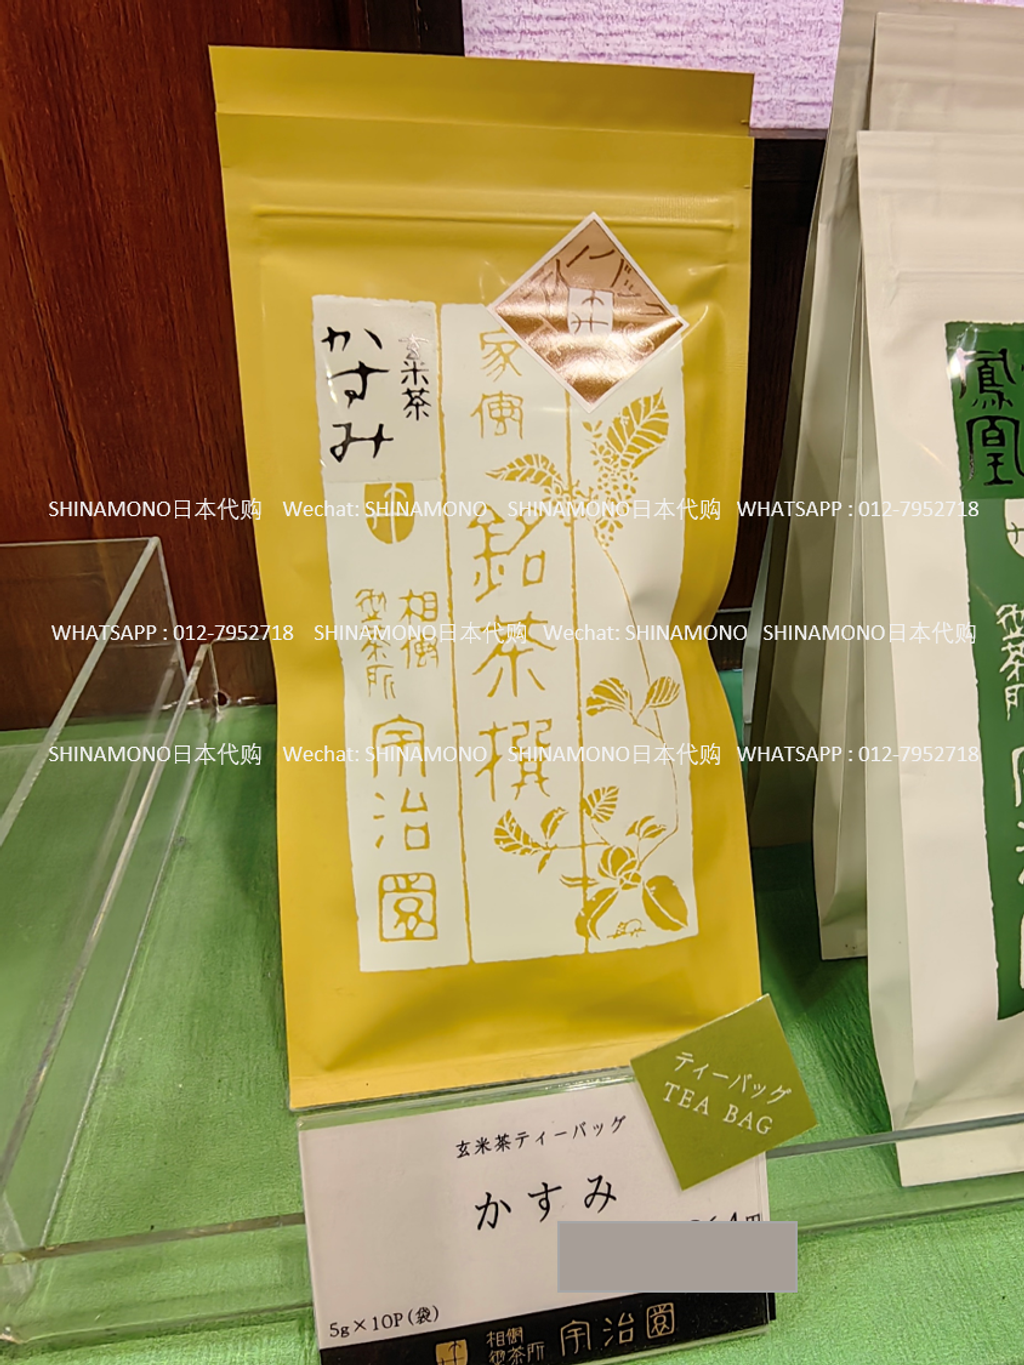 かすみ
玄米茶
家傳
銘茶撰
相傳
御茶所
宇治園
鳳凰
御茶所
SHINAMONO日本代购 Wechat: SHINAMONO SHINAMONO日本代购 WHATSAPP : 012-7952718
WHATSAPP : 012-7952718 SHINAMONO日本代购 Wechat: SHINAMONO SHINAMONO日本代购
SHINAMONO日本代购 Wechat: SHINAMONO SHINAMONO日本代购 WHATSAPP : 012-7952718
ティーバッグ
TEA BAG
玄米茶ティーバッグ
かすみ
5g×10P(袋)
相傳
御茶所
宇治園